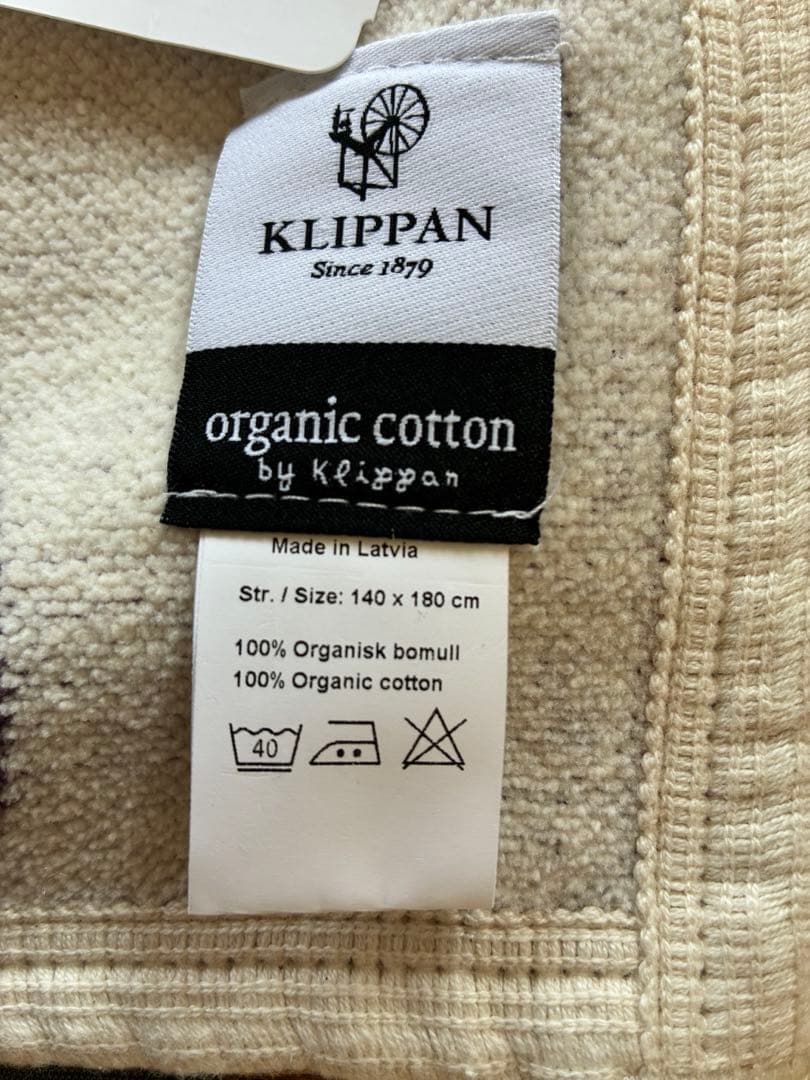 KLIPPAN
Since 1879
organic cotton
by Klippan
Made in Latvia
Str. / Size: 140 x 180 cm
100% Organisk bomull
100% Organic cotton
40